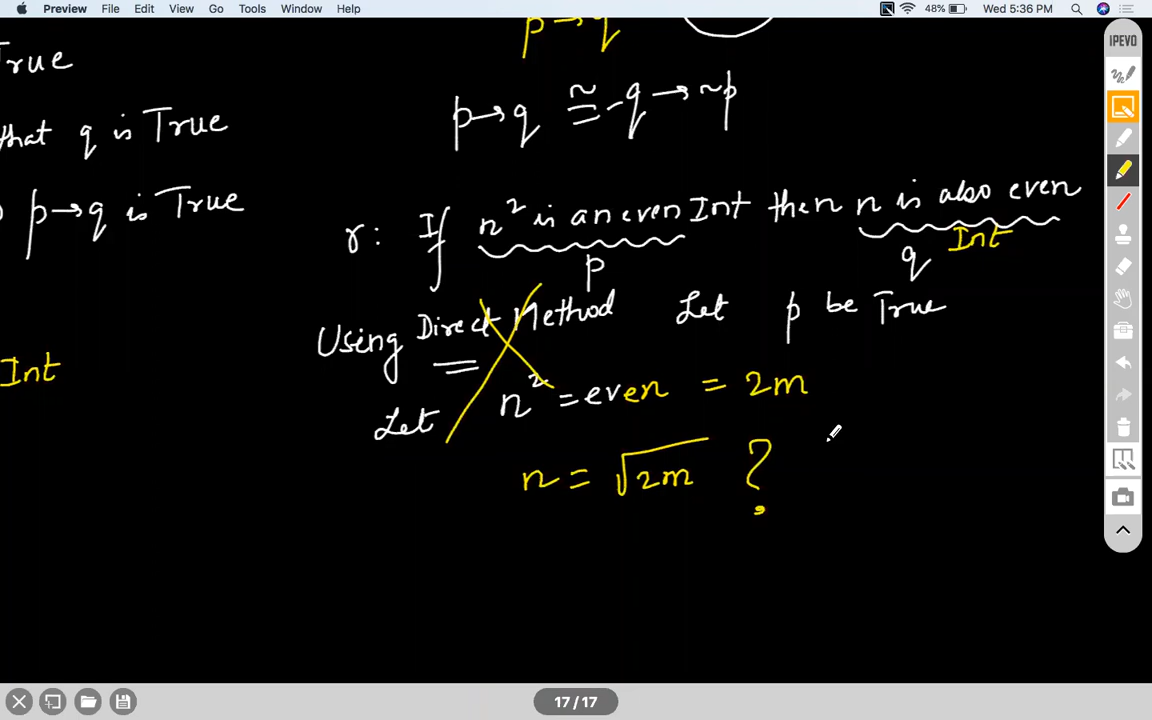 Preview File Edit View Go Tools Window Help 48% Wed 5:36 PM
IPEVO
p → q
True
p → q ≅ ~q → ~p
that q is True
p → q is True
r: If n² is an even Int then n is also even
Int
p
q
Using Direct Method Let p be True
Int
Let n² = even = 2m
n = √2m ?
17/17